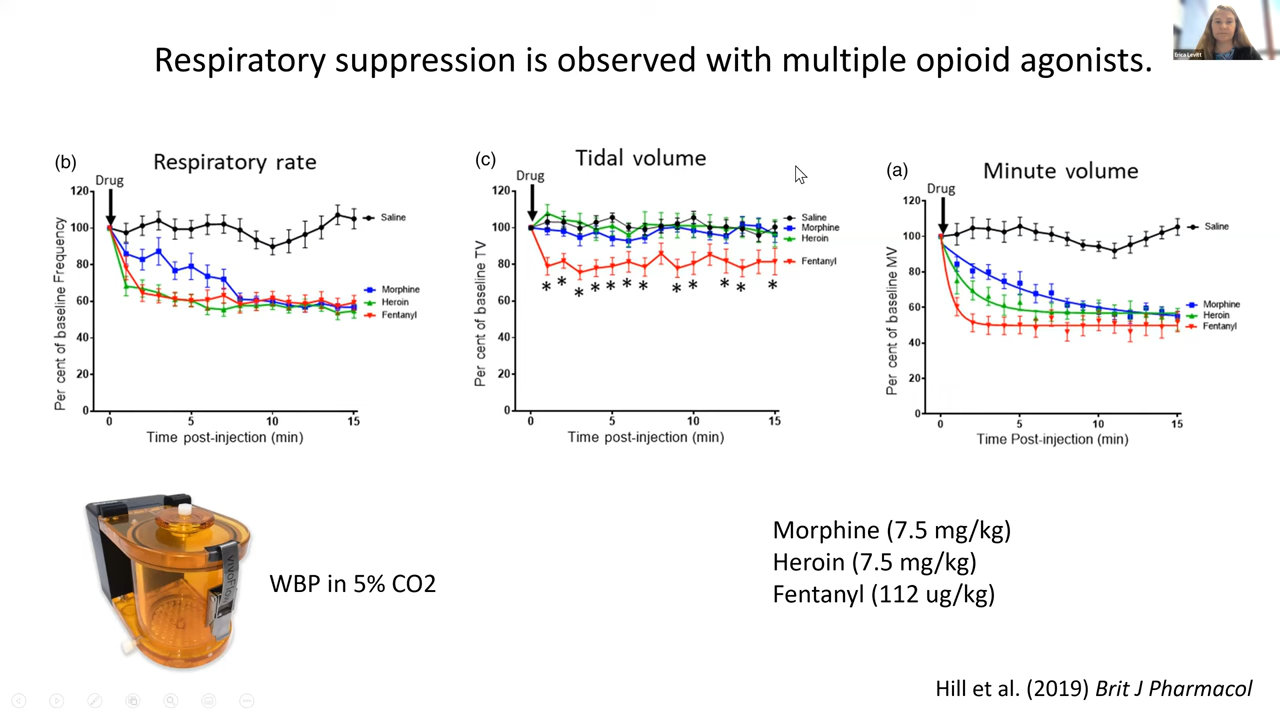 Erica Levitt
Respiratory suppression is observed with multiple opioid agonists.
(b)
Respiratory rate
Drug
120
100
80
60
40
20
0
Per cent of baseline Frequency
Saline
Morphine
Heroin
Fentanyl
0 5 10 15
Time post-injection (min)
(c)
Tidal volume
Drug
120
100
80
60
40
20
0
Per cent of baseline TV
Saline
Morphine
Heroin
Fentanyl
* * * * * * * * * * * *
0 5 10 15
Time post-injection (min)
(a)
Minute volume
Drug
120
100
80
60
40
20
0
Per cent of baseline MV
Saline
Morphine
Heroin
Fentanyl
0 5 10 15
Time Post-injection (min)
vivoFlow
WBP in 5% CO2
Morphine (7.5 mg/kg)
Heroin (7.5 mg/kg)
Fentanyl (112 ug/kg)
Hill et al. (2019) Brit J Pharmacol